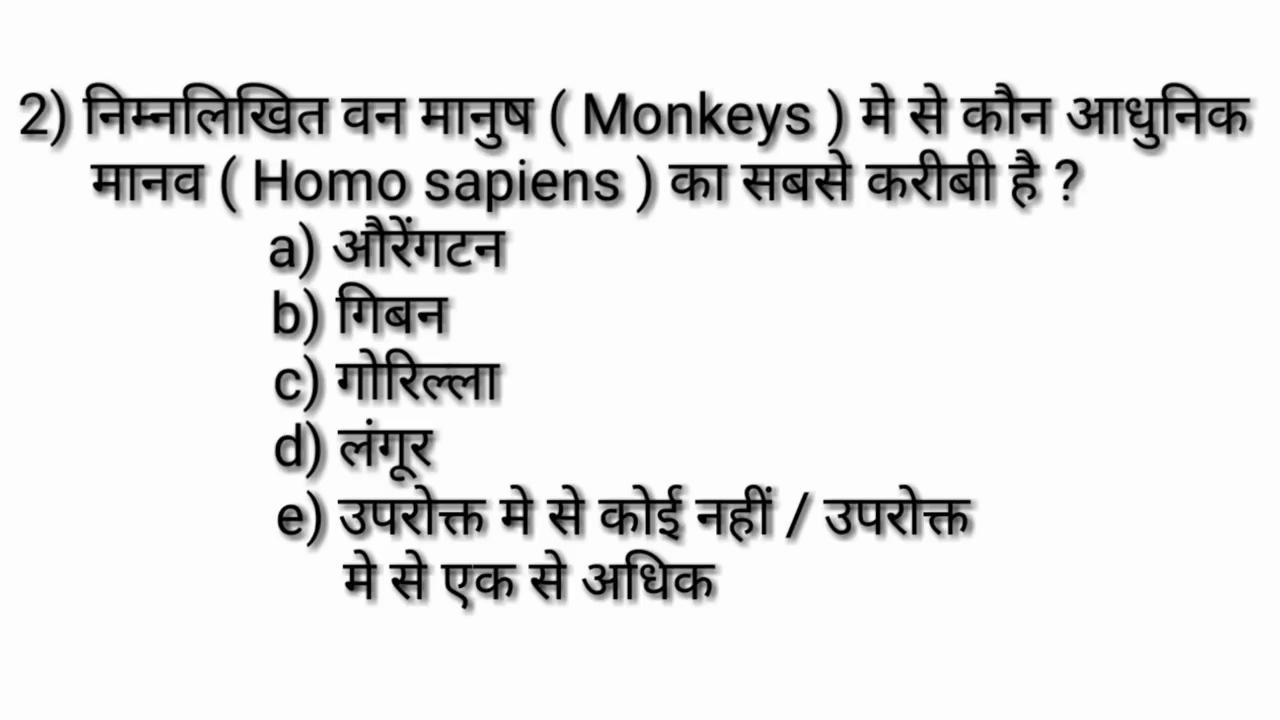 2) निम्नलिखित वन मानुष ( Monkeys ) मे से कौन आधुनिक
मानव ( Homo sapiens ) का सबसे करीबी है ?
a) औरेंगटन
b) गिबन
c) गोरिल्ला
d) लंगूर
e) उपरोक्त मे से कोई नहीं / उपरोक्त
मे से एक से अधिक